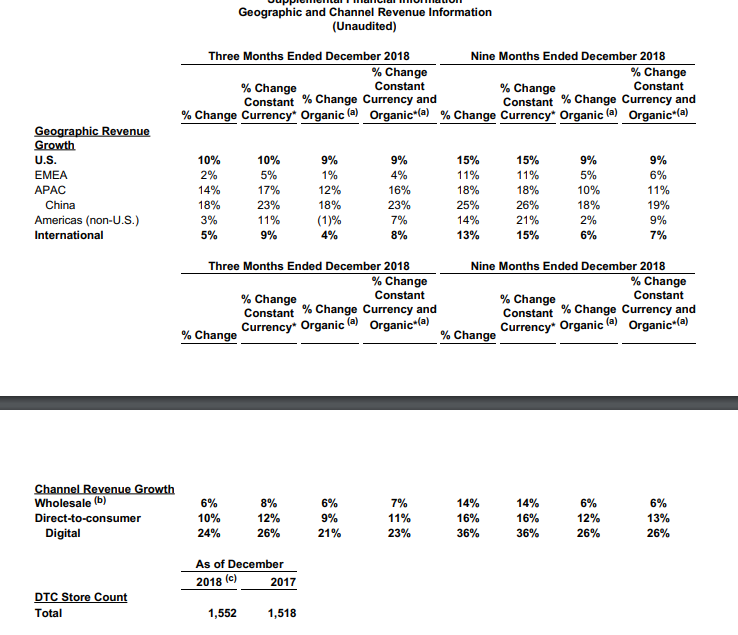 Supplemental Financial Information
Geographic and Channel Revenue Information
(Unaudited)
Three Months Ended December 2018 Nine Months Ended December 2018
% Change % Change
% Change Constant % Change Constant
Constant % Change Currency and Constant % Change Currency and
% Change Currency* Organic (a) Organic*(a) % Change Currency* Organic (a) Organic*(a)
Geographic Revenue
Growth
U.S. 10% 10% 9% 9% 15% 15% 9% 9%
EMEA 2% 5% 1% 4% 11% 11% 5% 6%
APAC 14% 17% 12% 16% 18% 18% 10% 11%
China 18% 23% 18% 23% 25% 26% 18% 19%
Americas (non-U.S.) 3% 11% (1)% 7% 14% 21% 2% 9%
International 5% 9% 4% 8% 13% 15% 6% 7%
Three Months Ended December 2018 Nine Months Ended December 2018
% Change % Change
% Change Constant % Change Constant
Constant % Change Currency and Constant % Change Currency and
Currency* Organic (a) Organic*(a) Currency* Organic (a) Organic*(a)
% Change % Change
Channel Revenue Growth
Wholesale (b) 6% 8% 6% 7% 14% 14% 6% 6%
Direct-to-consumer 10% 12% 9% 11% 16% 16% 12% 13%
Digital 24% 26% 21% 23% 36% 36% 26% 26%
As of December
2018 (c) 2017
DTC Store Count
Total 1,552 1,518